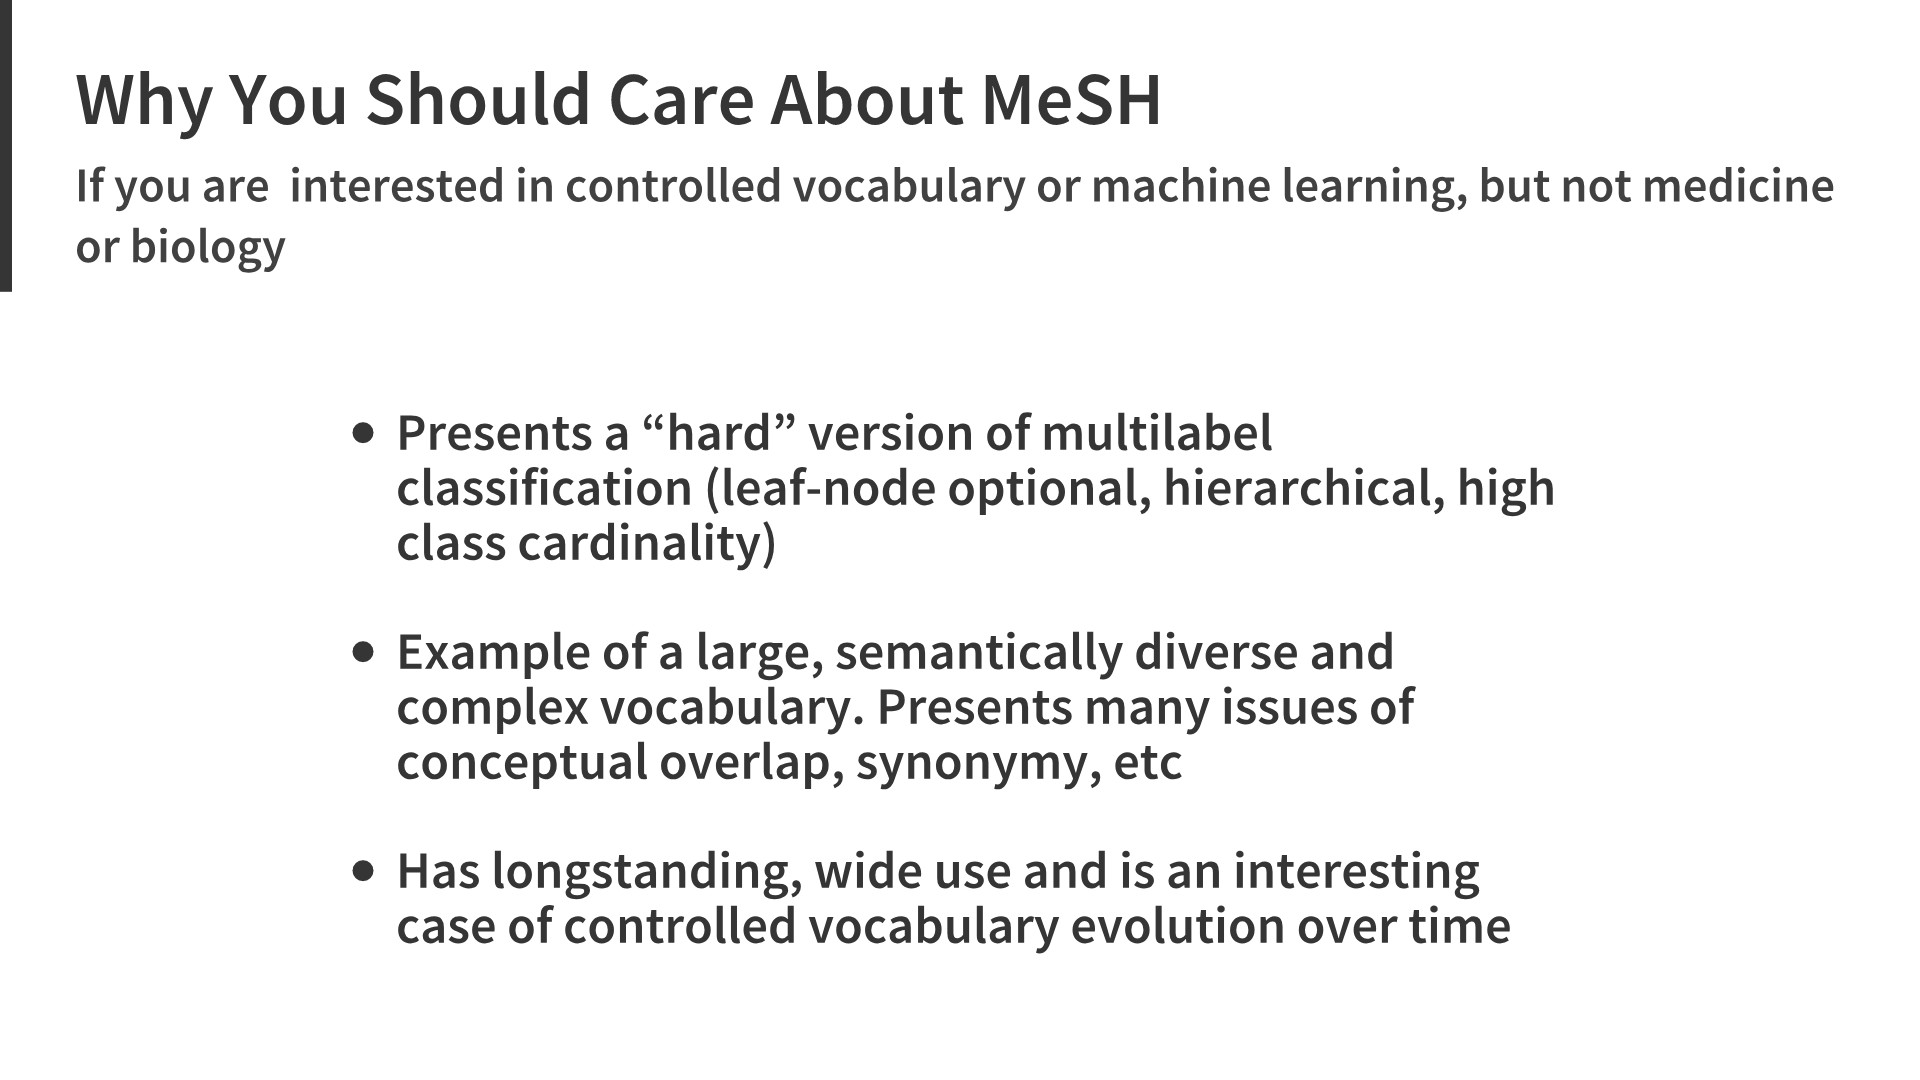 Why You Should Care About MeSH
If you are  interested in controlled vocabulary or machine learning, but not medicine
or biology
● Presents a “hard” version of multilabel
classification (leaf-node optional, hierarchical, high
class cardinality)
● Example of a large, semantically diverse and
complex vocabulary. Presents many issues of
conceptual overlap, synonymy, etc
● Has longstanding, wide use and is an interesting
case of controlled vocabulary evolution over time